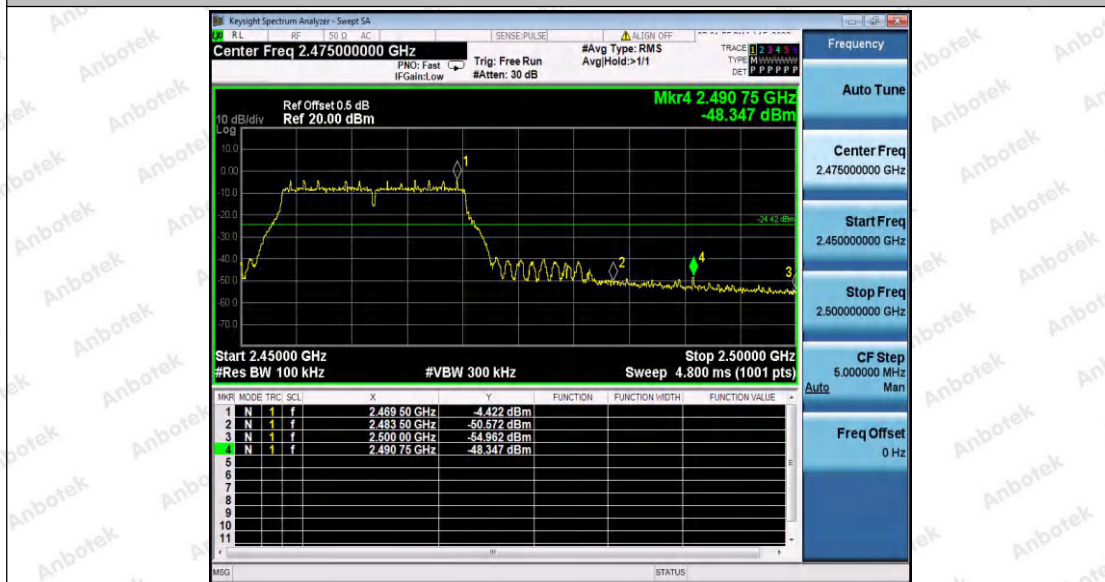 Keysight Spectrum Analyzer - Swept SA
RL RF 50 Ω AC SENSE:PULSE ALIGN OFF
Center Freq 2.475000000 GHz
PNO: Fast
IFGain:Low
Trig: Free Run
#Atten: 30 dB
#Avg Type: RMS
Avg|Hold:>1/1
TRACE 1 2 3 4 5 6
TYPE M WWWWW
DET P P P P P P
Frequency
Auto Tune
Center Freq
2.475000000 GHz
Start Freq
2.450000000 GHz
Stop Freq
2.500000000 GHz
CF Step
5.000000 MHz
Auto Man
Freq Offset
0 Hz
Mkr4 2.490 75 GHz
-48.347 dBm
Ref Offset 0.5 dB
10 dB/div Ref 20.00 dBm
Log
10.0
0.00
-10.0
-20.0
-30.0
-40.0
-50.0
-60.0
-70.0
1
2
4
3
-24.42 dBm
Start 2.45000 GHz Stop 2.50000 GHz
#Res BW 100 kHz #VBW 300 kHz Sweep 4.800 ms (1001 pts)
MKR MODE TRC SCL X Y FUNCTION FUNCTION WIDTH FUNCTION VALUE
1 N 1 f 2.469 50 GHz -4.422 dBm
2 N 1 f 2.483 50 GHz -50.572 dBm
3 N 1 f 2.500 00 GHz -54.962 dBm
4 N 1 f 2.490 75 GHz -48.347 dBm
5
6
7
8
9
10
11
MSG STATUS
Anbotek